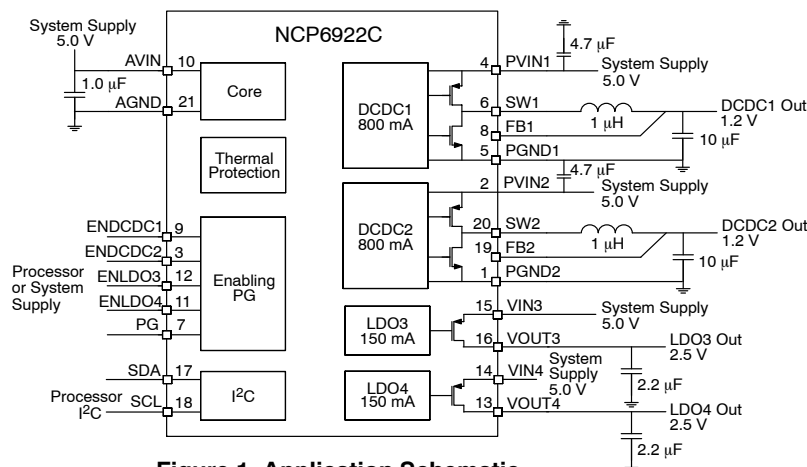 NCP6922C
System Supply
5.0 V
AVIN 10
1.0 µF
AGND 21
Core
Thermal
Protection
ENDCDC1 9
ENDCDC2 3
Processor
or System
Supply
ENLDO3 12
ENLDO4 11
PG 7
Enabling
PG
SDA 17
Processor
I²C
SCL 18
I²C
DCDC1
800 mA
4 PVIN1
4.7 µF
System Supply
5.0 V
6 SW1
1 µH
DCDC1 Out
1.2 V
8 FB1
10 µF
5 PGND1
4.7 µF
DCDC2
800 mA
2 PVIN2
System Supply
5.0 V
20 SW2
1 µH
DCDC2 Out
1.2 V
19 FB2
10 µF
1 PGND2
LDO3
150 mA
15 VIN3
System Supply
5.0 V
16 VOUT3
LDO3 Out
2.5 V
2.2 µF
LDO4
150 mA
14 VIN4
System
Supply
5.0 V
13 VOUT4
LDO4 Out
2.5 V
2.2 µF
Figure 1. Application Schematic